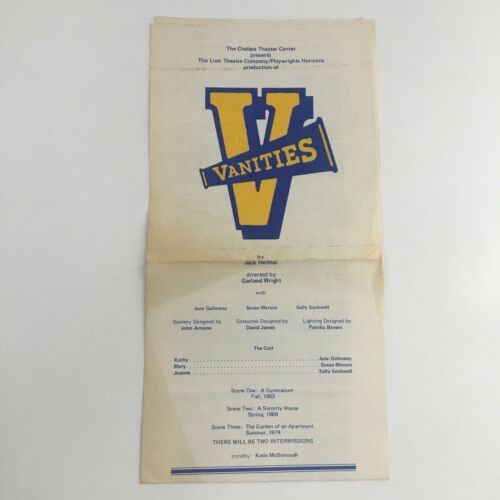 The Chelsea Theater Center
presents
The Lion Theatre Company/Playwrights Horizons
production of
V
VANITIES
by
Jack Heifner
directed by
Garland Wright
with
Jane Galloway Susan Merson Sally Sockwell
Scenery Designed by Costumes Designed by Lighting Designed by
John Arnone David James Patrika Brown
The Cast
Kathy Jane Galloway
Mary Susan Merson
Joanne Sally Sockwell
Scene One: A Gymnasium
Fall, 1963
Scene Two: A Sorority House
Spring, 1968
Scene Three: The Garden of an Apartment
Summer, 1974
THERE WILL BE TWO INTERMISSIONS
standby: Katie McDonough